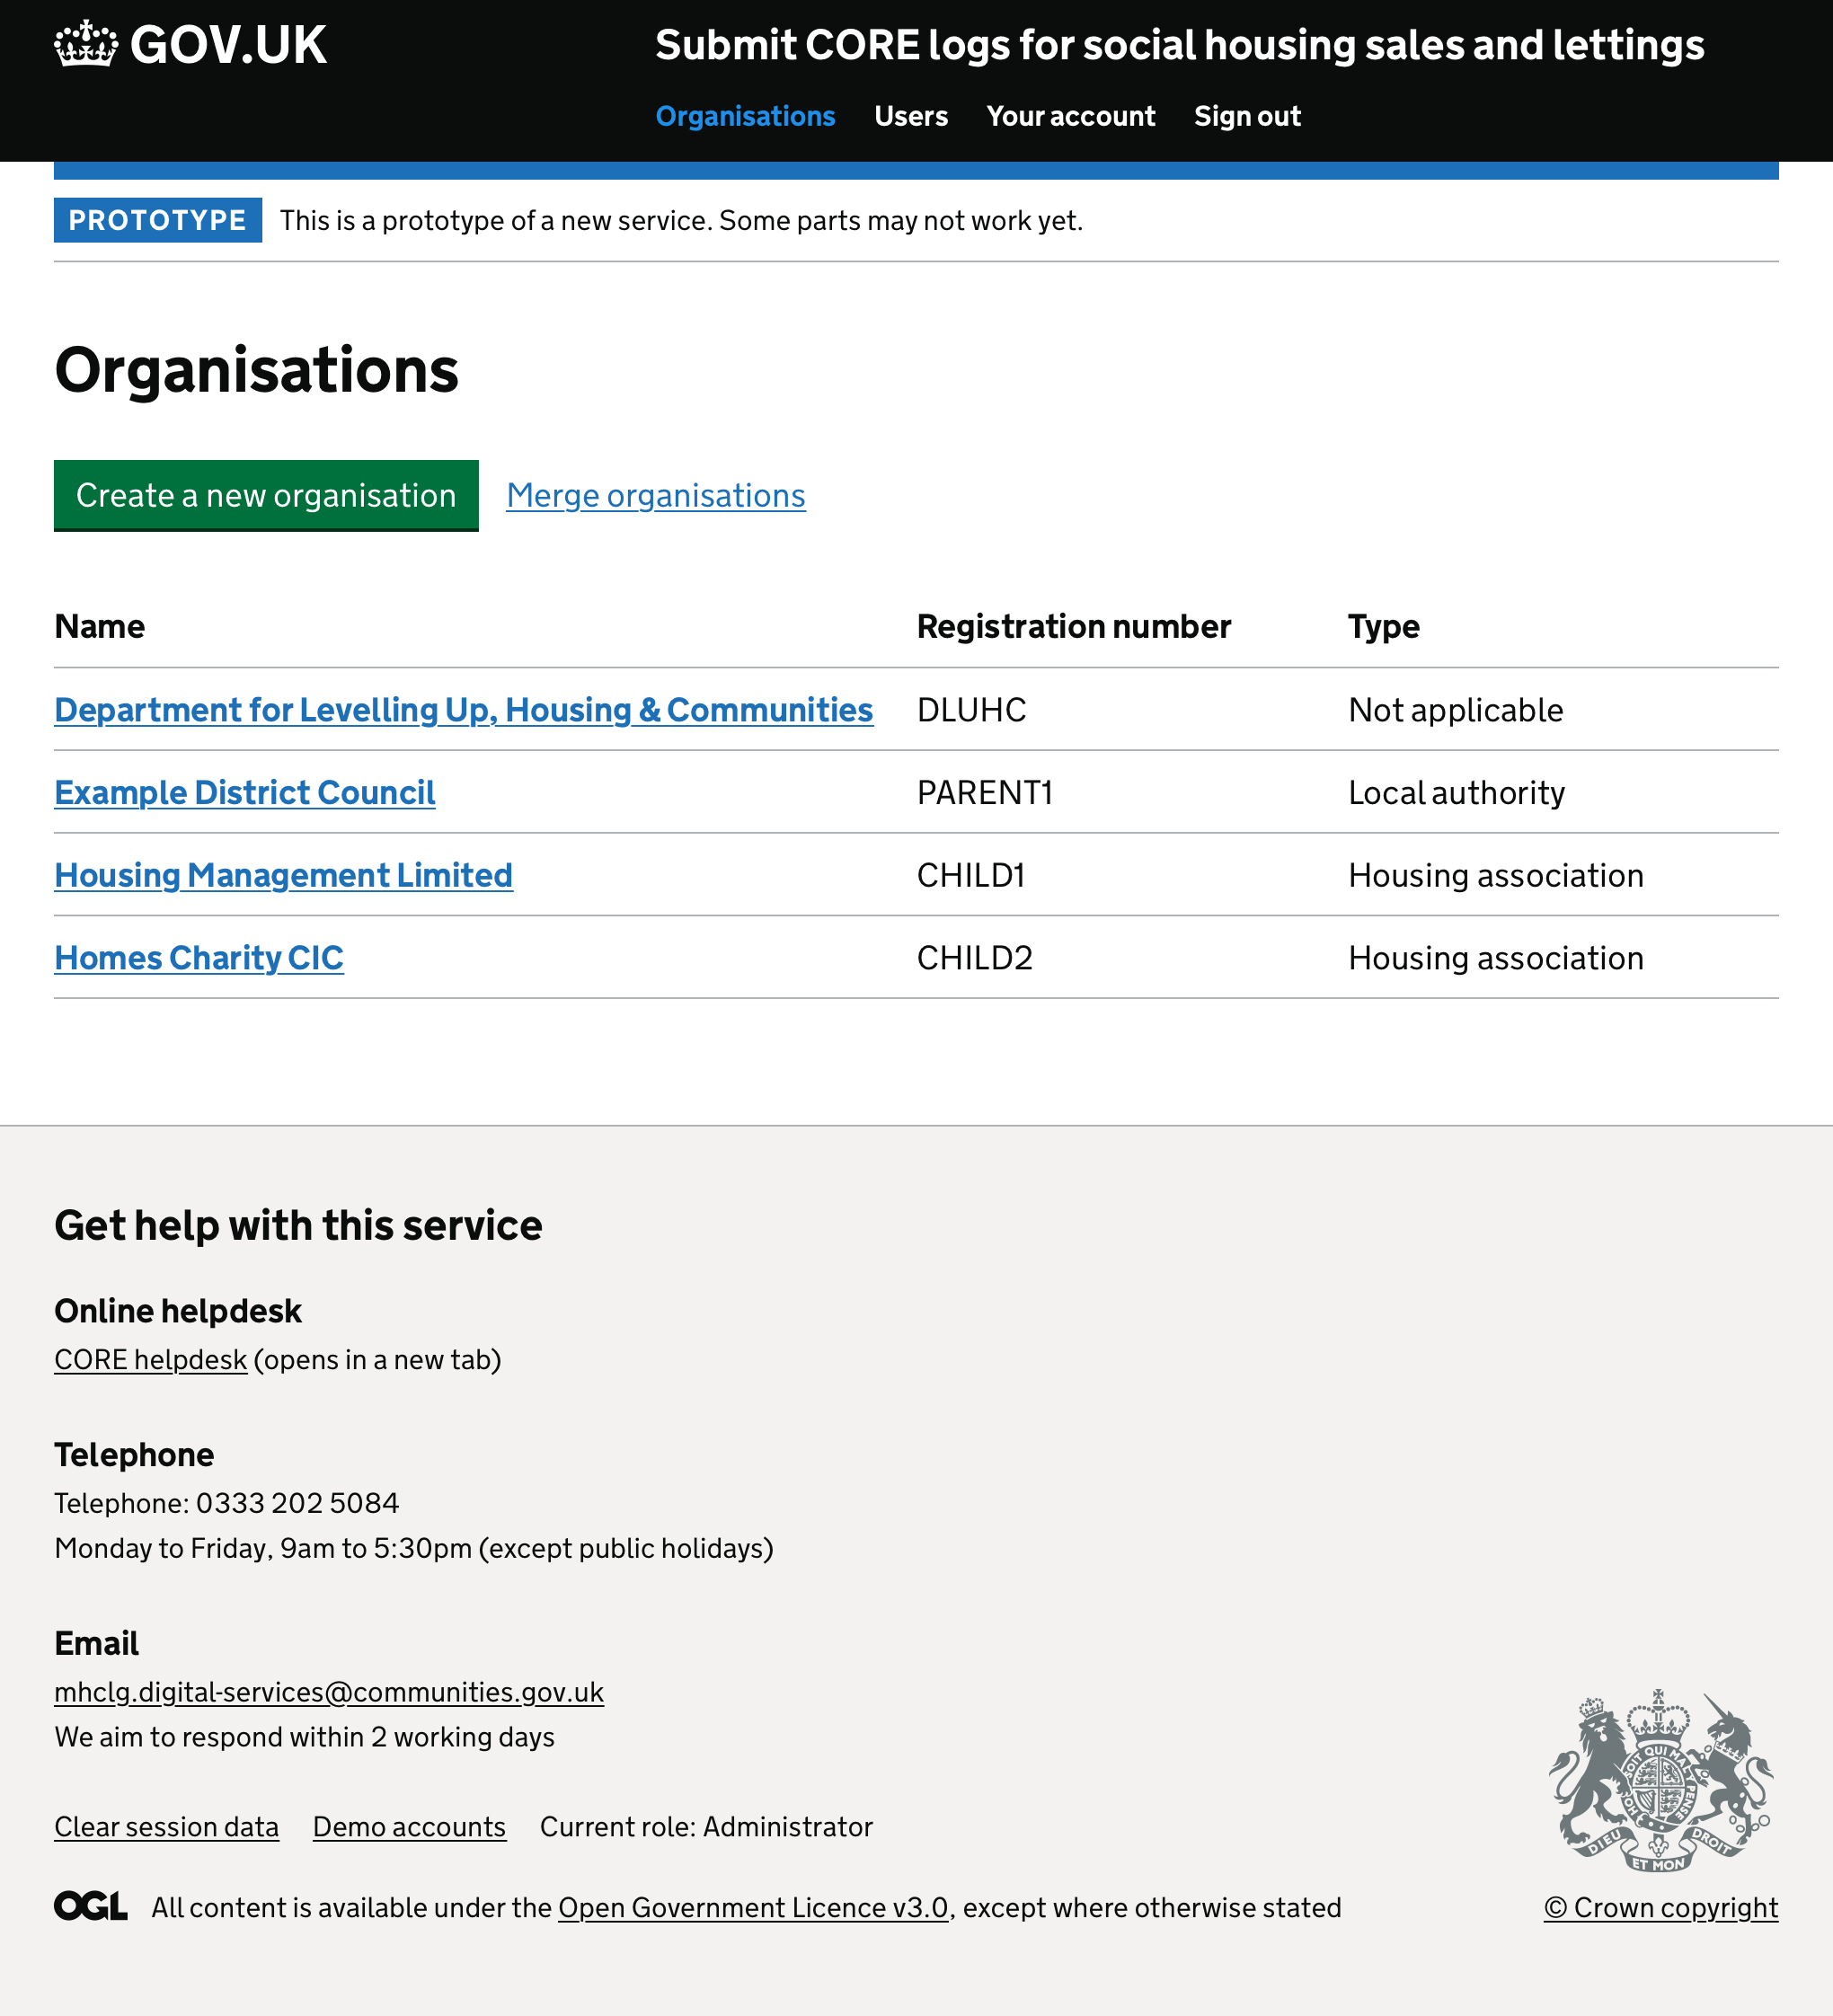 GOV.UK
Submit CORE logs for social housing sales and lettings
Organisations Users Your account Sign out
PROTOTYPE This is a prototype of a new service. Some parts may not work yet.
Organisations
Create a new organisation Merge organisations
Name Registration number Type
Department for Levelling Up, Housing & Communities DLUHC Not applicable
Example District Council PARENT1 Local authority
Housing Management Limited CHILD1 Housing association
Homes Charity CIC CHILD2 Housing association
Get help with this service
Online helpdesk
CORE helpdesk (opens in a new tab)
Telephone
Telephone: 0333 202 5084
Monday to Friday, 9am to 5:30pm (except public holidays)
Email
mhclg.digital-services@communities.gov.uk
We aim to respond within 2 working days
Clear session data Demo accounts Current role: Administrator
SOIT QUI MAL
DIEU ET MON DROIT
OGL All content is available under the Open Government Licence v3.0, except where otherwise stated
© Crown copyright